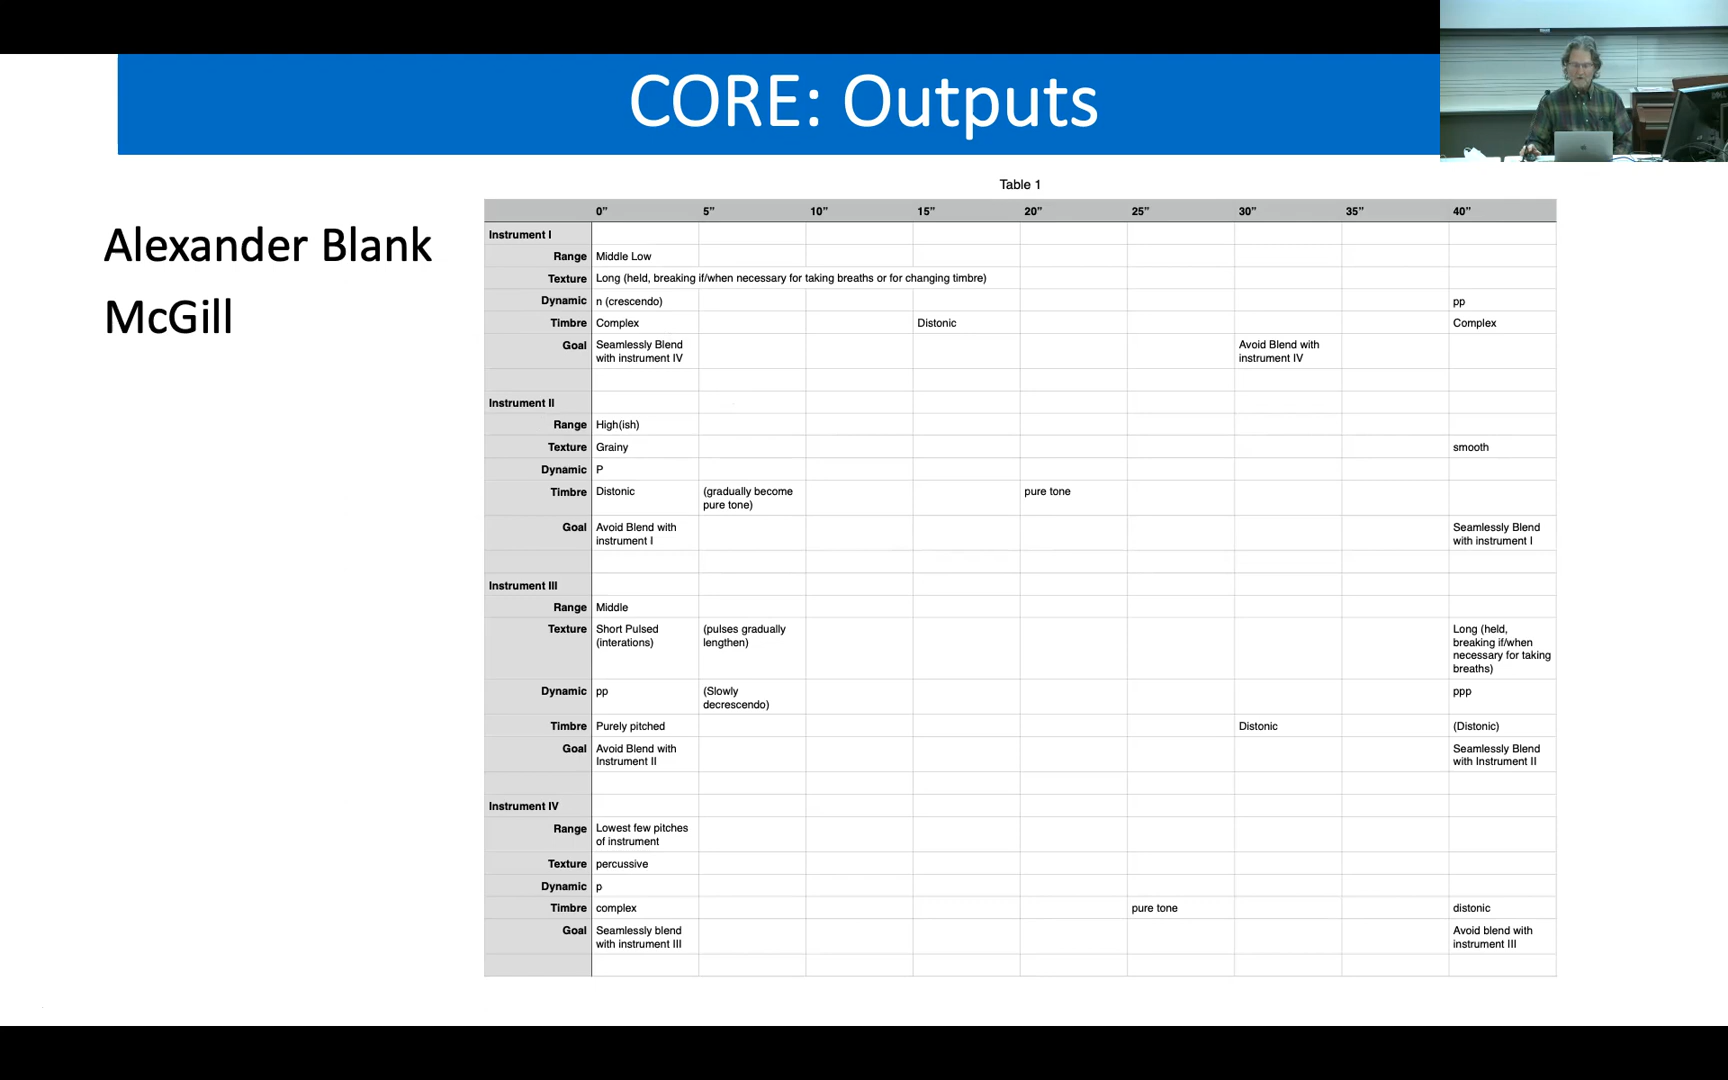 CORE: Outputs
Alexander Blank
McGill
Table 1
0” 5” 10” 15” 20” 25” 30” 35” 40”
Instrument I
Range Middle Low
Texture Long (held, breaking if/when necessary for taking breaths or for changing timbre)
Dynamic n (crescendo) pp
Timbre Complex Distonic Complex
Goal Seamlessly Blend Avoid Blend with
with instrument IV instrument IV
Instrument II
Range High(ish)
Texture Grainy smooth
Dynamic P
Timbre Distonic (gradually become pure tone
pure tone)
Goal Avoid Blend with Seamlessly Blend
instrument I with instrument I
Instrument III
Range Middle
Texture Short Pulsed (pulses gradually Long (held,
(interations) lengthen) breaking if/when
necessary for taking
breaths)
Dynamic pp (Slowly ppp
decrescendo)
Timbre Purely pitched Distonic (Distonic)
Goal Avoid Blend with Seamlessly Blend
Instrument II with Instrument II
Instrument IV
Range Lowest few pitches
of instrument
Texture percussive
Dynamic p
Timbre complex pure tone distonic
Goal Seamlessly blend Avoid blend with
with instrument III instrument III